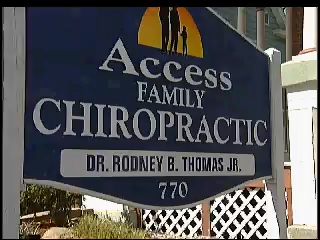 Access
FAMILY
CHIROPRACTIC
DR. RODNEY B. THOMAS JR.
770